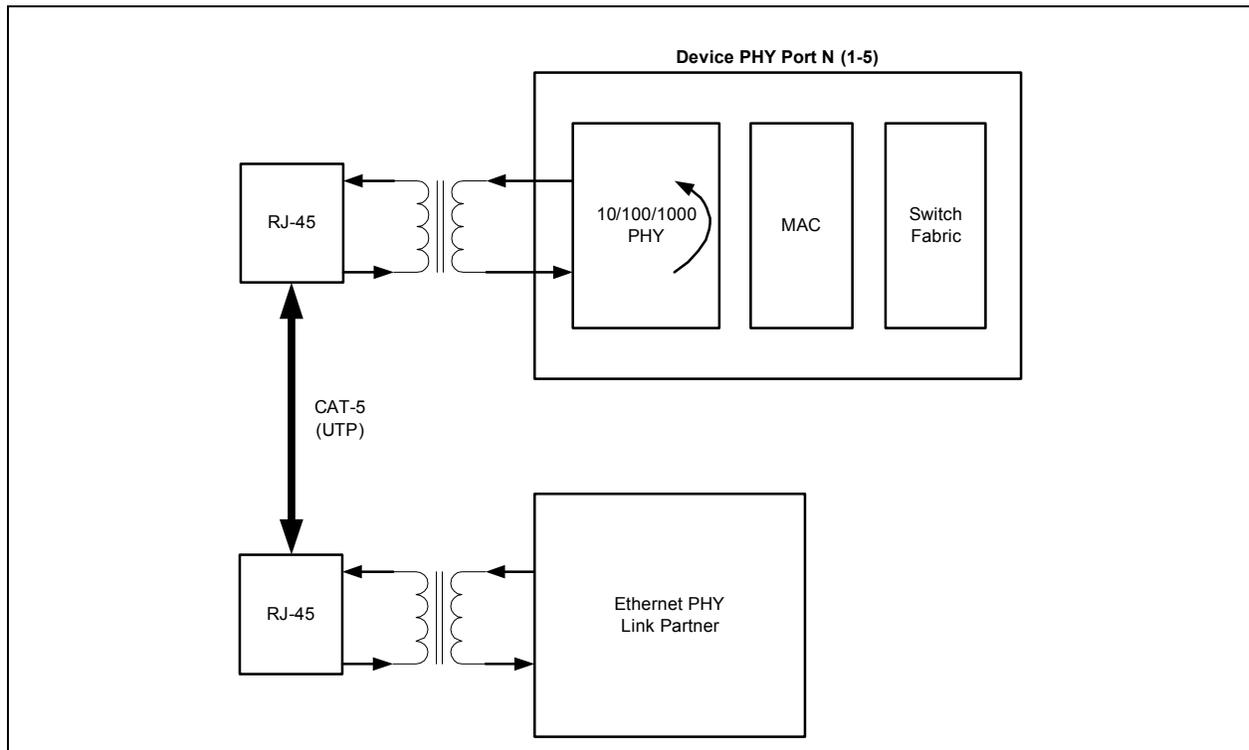 Device PHY Port N (1-5)
RJ-45
10/100/1000
PHY
MAC
Switch
Fabric
CAT-5
(UTP)
RJ-45
Ethernet PHY
Link Partner